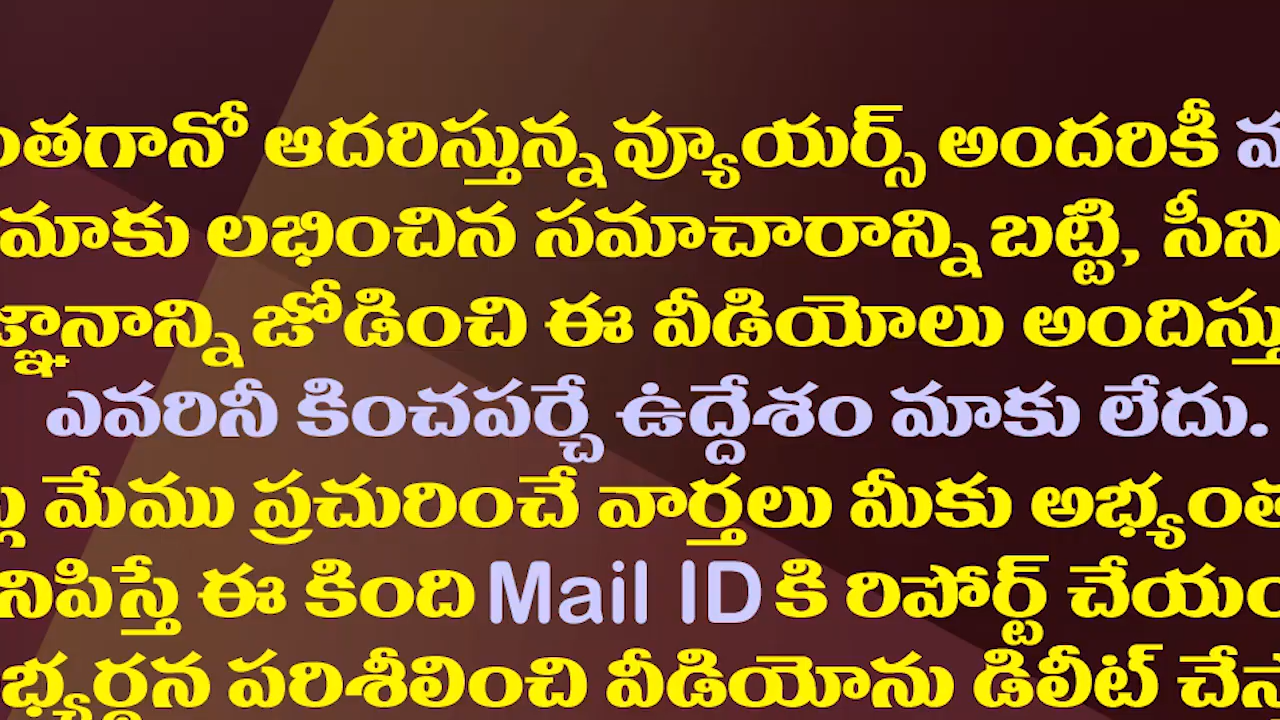 ఆదరిస్తున్న వ్యూయర్స్ అందరికీ
మాకు లభించిన సమాచారాన్ని బట్టి,
జోడించి ఈ వీడియోలు
ఎవరినీ కించపర్చే ఉద్దేశం మాకు లేదు.
మేము ప్రచురించే వార్తలు మీకు
ఈ కింది Mail ID కి రిపోర్ట్
పరిశీలించి వీడియోను డిలీట్